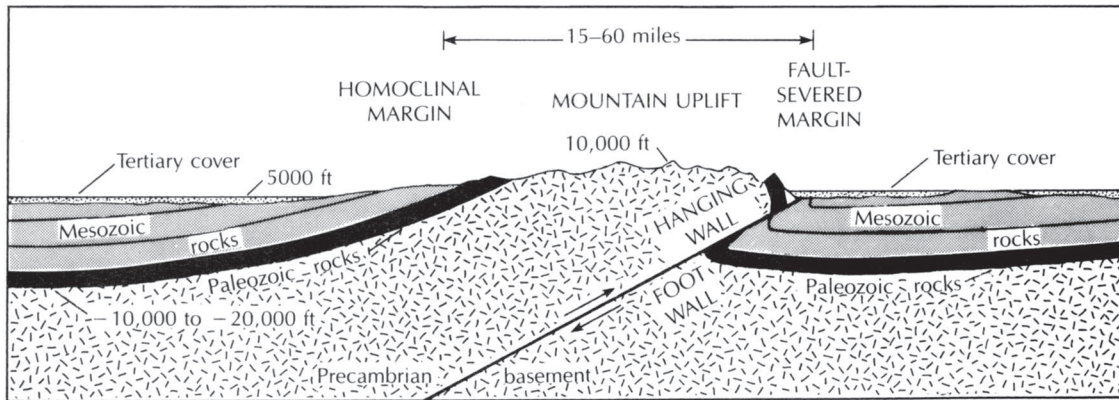 15–60 miles
HOMOCLINAL
MARGIN
MOUNTAIN UPLIFT
FAULT-
SEVERED
MARGIN
10,000 ft
Tertiary cover
5000 ft
Tertiary cover
Mesozoic
rocks
HANGING
WALL
Mesozoic
rocks
Paleozoic - rocks
FOOT
WALL
Paleozoic - rocks
—10,000 to —20,000 ft
Precambrian
basement